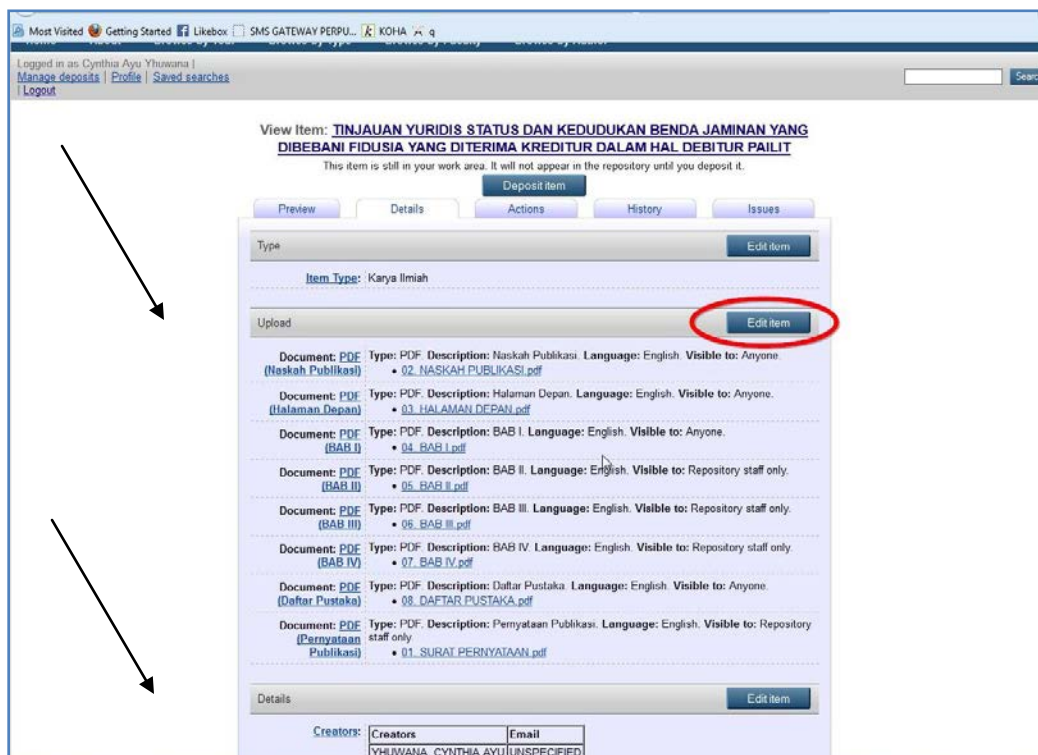 Most Visited Getting Started Likebox SMS GATEWAY PERPU... KOHA q
Logged in as Cynthia Ayu Yhuwana |
Manage deposits | Profile | Saved searches
| Logout
Searc
View Item: TINJAUAN YURIDIS STATUS DAN KEDUDUKAN BENDA JAMINAN YANG
DIBEBANI FIDUSIA YANG DITERIMA KREDITUR DALAM HAL DEBITUR PAILIT
This item is still in your work area. It will not appear in the repository until you deposit it.
Deposit item
Preview Details Actions History Issues
Type Edit item
Item Type: Karya Ilmiah
Upload Edit item
Document: PDF Type: PDF. Description: Naskah Publikasi. Language: English. Visible to: Anyone.
(Naskah Publikasi) • 02. NASKAH PUBLIKASI.pdf
Document: PDF Type: PDF. Description: Halaman Depan. Language: English. Visible to: Anyone.
(Halaman Depan) • 03. HALAMAN DEPAN.pdf
Document: PDF Type: PDF. Description: BAB I. Language: English. Visible to: Anyone.
(BAB I) • 04. BAB I.pdf
Document: PDF Type: PDF. Description: BAB II. Language: English. Visible to: Repository staff only.
(BAB II) • 05. BAB II.pdf
Document: PDF Type: PDF. Description: BAB III. Language: English. Visible to: Repository staff only.
(BAB III) • 06. BAB III.pdf
Document: PDF Type: PDF. Description: BAB IV. Language: English. Visible to: Repository staff only.
(BAB IV) • 07. BAB IV.pdf
Document: PDF Type: PDF. Description: Daftar Pustaka. Language: English. Visible to: Anyone.
(Daftar Pustaka) • 08. DAFTAR PUSTAKA.pdf
Document: PDF Type: PDF. Description: Pernyataan Publikasi. Language: English. Visible to: Repository
(Pernyataan staff only.
Publikasi) • 01. SURAT PERNYATAAN.pdf
Details Edit item
Creators: Creators Email
YHUWANA, CYNTHIA AYU UNSPECIFIED